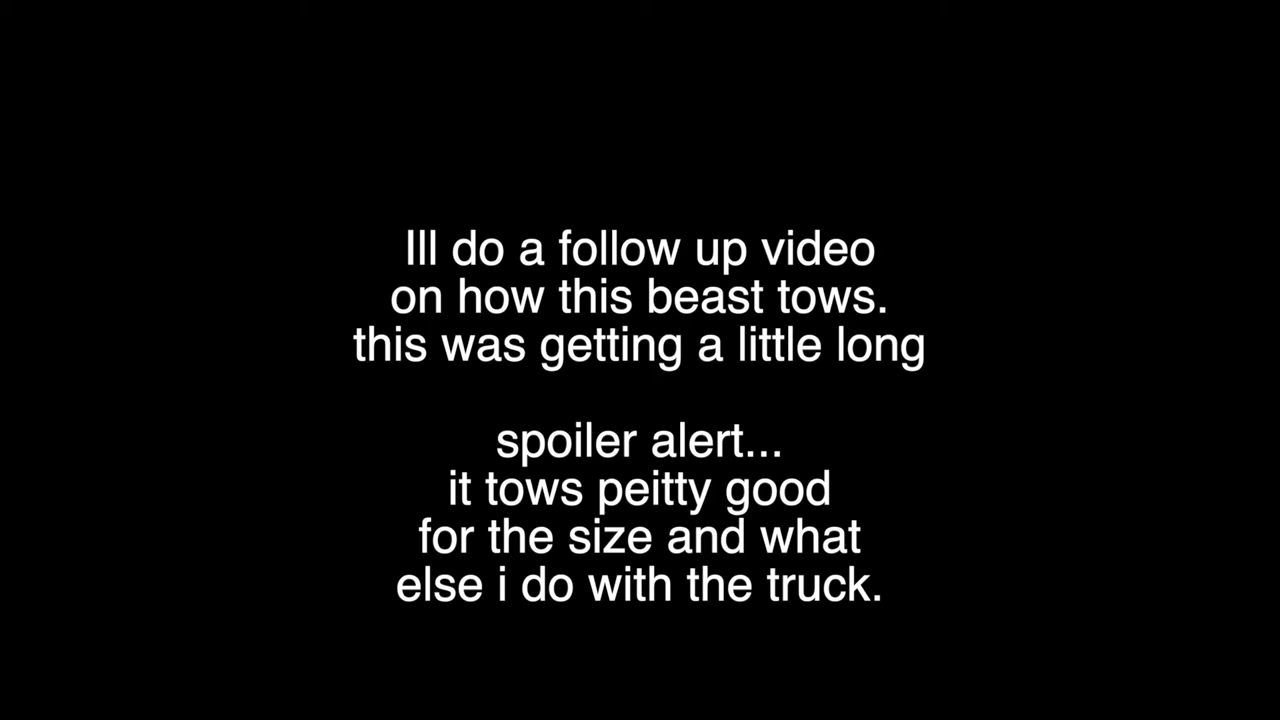 Ill do a follow up video
on how this beast tows.
this was getting a little long
spoiler alert...
it tows peitty good
for the size and what
else i do with the truck.